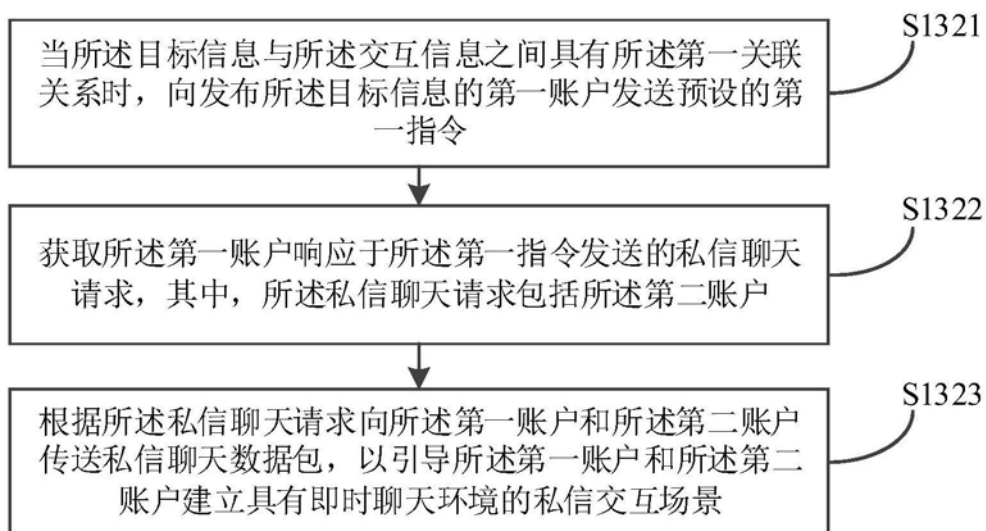 S1321
当所述目标信息与所述交互信息之间具有所述第一关联
关系时，向发布所述目标信息的第一账户发送预设的第
一指令
S1322
获取所述第一账户响应于所述第一指令发送的私信聊天
请求，其中，所述私信聊天请求包括所述第二账户
S1323
根据所述私信聊天请求向所述第一账户和所述第二账户
传送私信聊天数据包，以引导所述第一账户和所述第二
账户建立具有即时聊天环境的私信交互场景